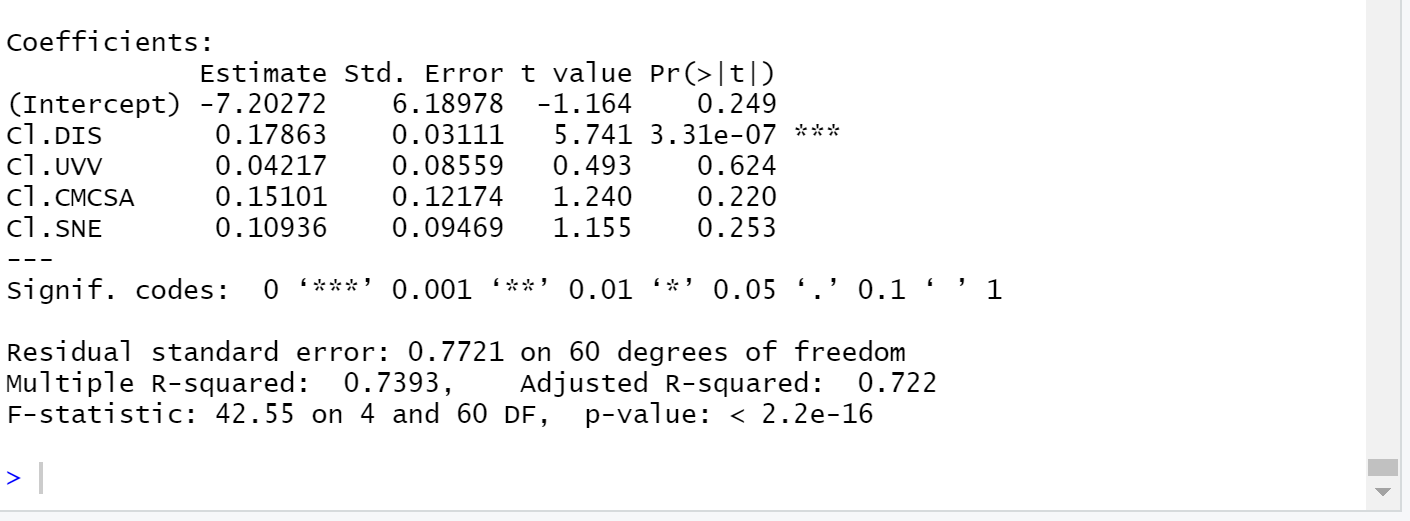 Coefficients:
            Estimate Std. Error t value Pr(>|t|)
(Intercept) -7.20272    6.18978  -1.164    0.249
Cl.DIS       0.17863    0.03111   5.741 3.31e-07 ***
Cl.UVV       0.04217    0.08559   0.493    0.624
Cl.CMCSA     0.15101    0.12174   1.240    0.220
Cl.SNE       0.10936    0.09469   1.155    0.253
---
Signif. codes:  0 ‘***’ 0.001 ‘**’ 0.01 ‘*’ 0.05 ‘.’ 0.1 ‘ ’ 1
Residual standard error: 0.7721 on 60 degrees of freedom
Multiple R-squared:  0.7393,    Adjusted R-squared:  0.722
F-statistic: 42.55 on 4 and 60 DF,  p-value: < 2.2e-16
>